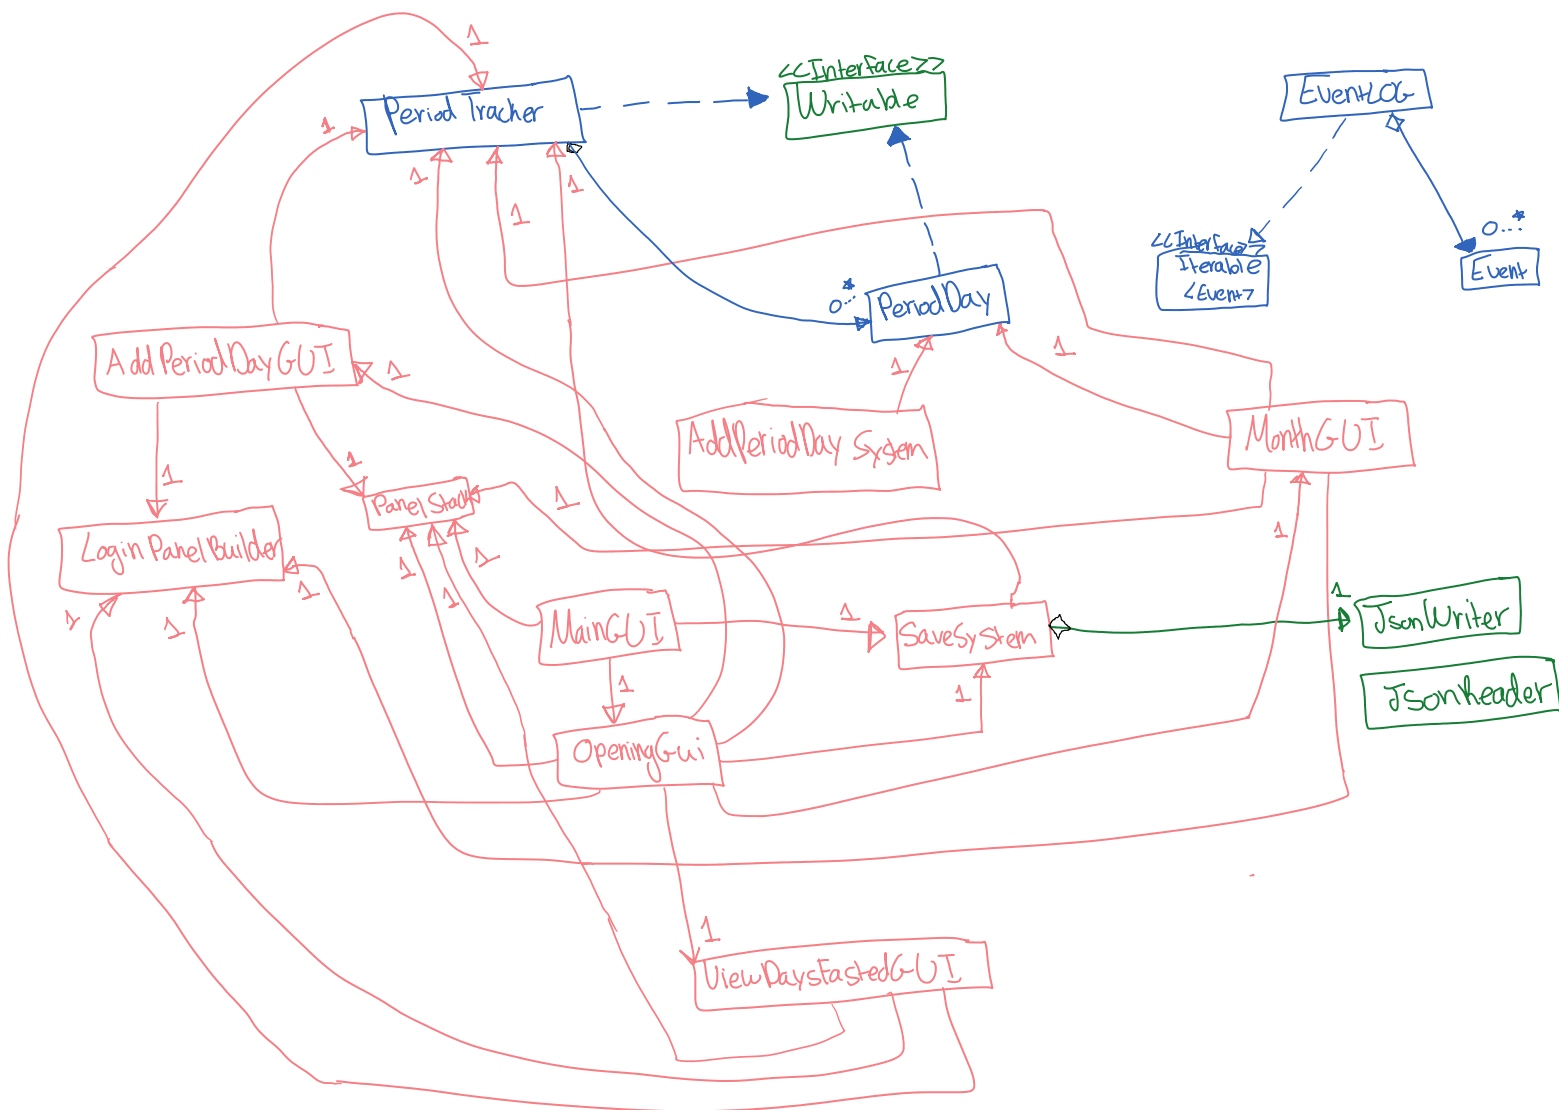 1
<<Interface>>
Writable
EventLOG
Period Tracker
1
1
1
1
0..*
PeriodDay
<<Interface>>
Iterable
<Event>
0...*
Event
AddPeriodDayGUI
1
1
1
AddPeriodDay System
MonthGUI
1
1
PanelStack
1
1
LoginPanelBuilder
1
1
1
1
1
1
MainGUI
1
SaveSyStem
1
JsonWriter
1
1
JsonReader
OpeningGui
1
ViewDaysFastedGUI